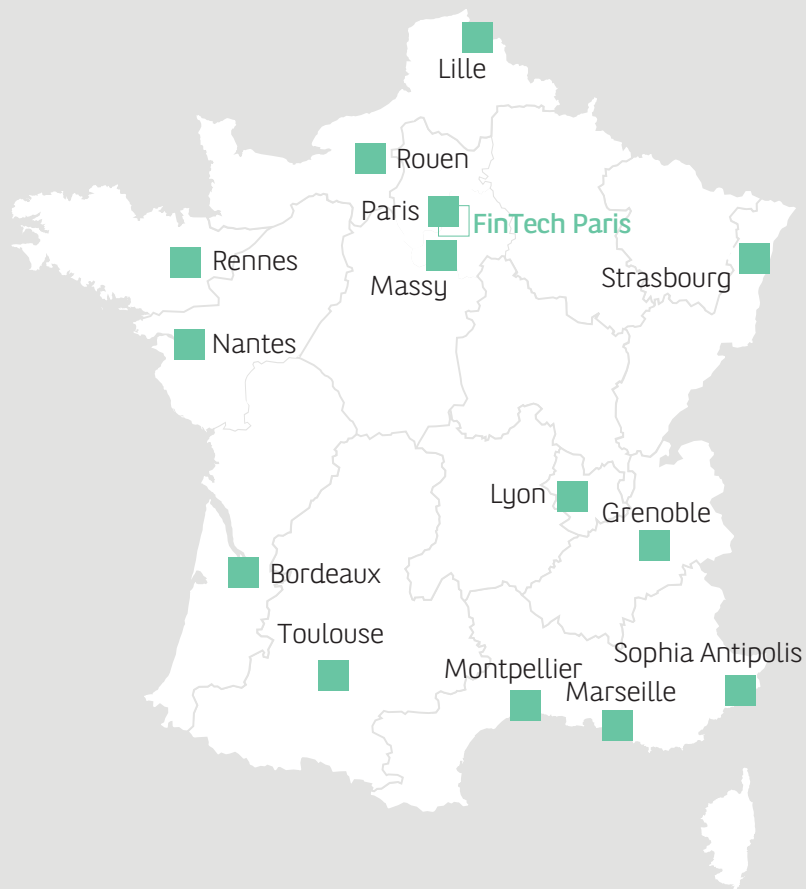 Lille
Rouen
Paris
FinTech Paris
Rennes
Massy
Strasbourg
Nantes
Lyon
Grenoble
Bordeaux
Toulouse
Sophia Antipolis
Montpellier
Marseille